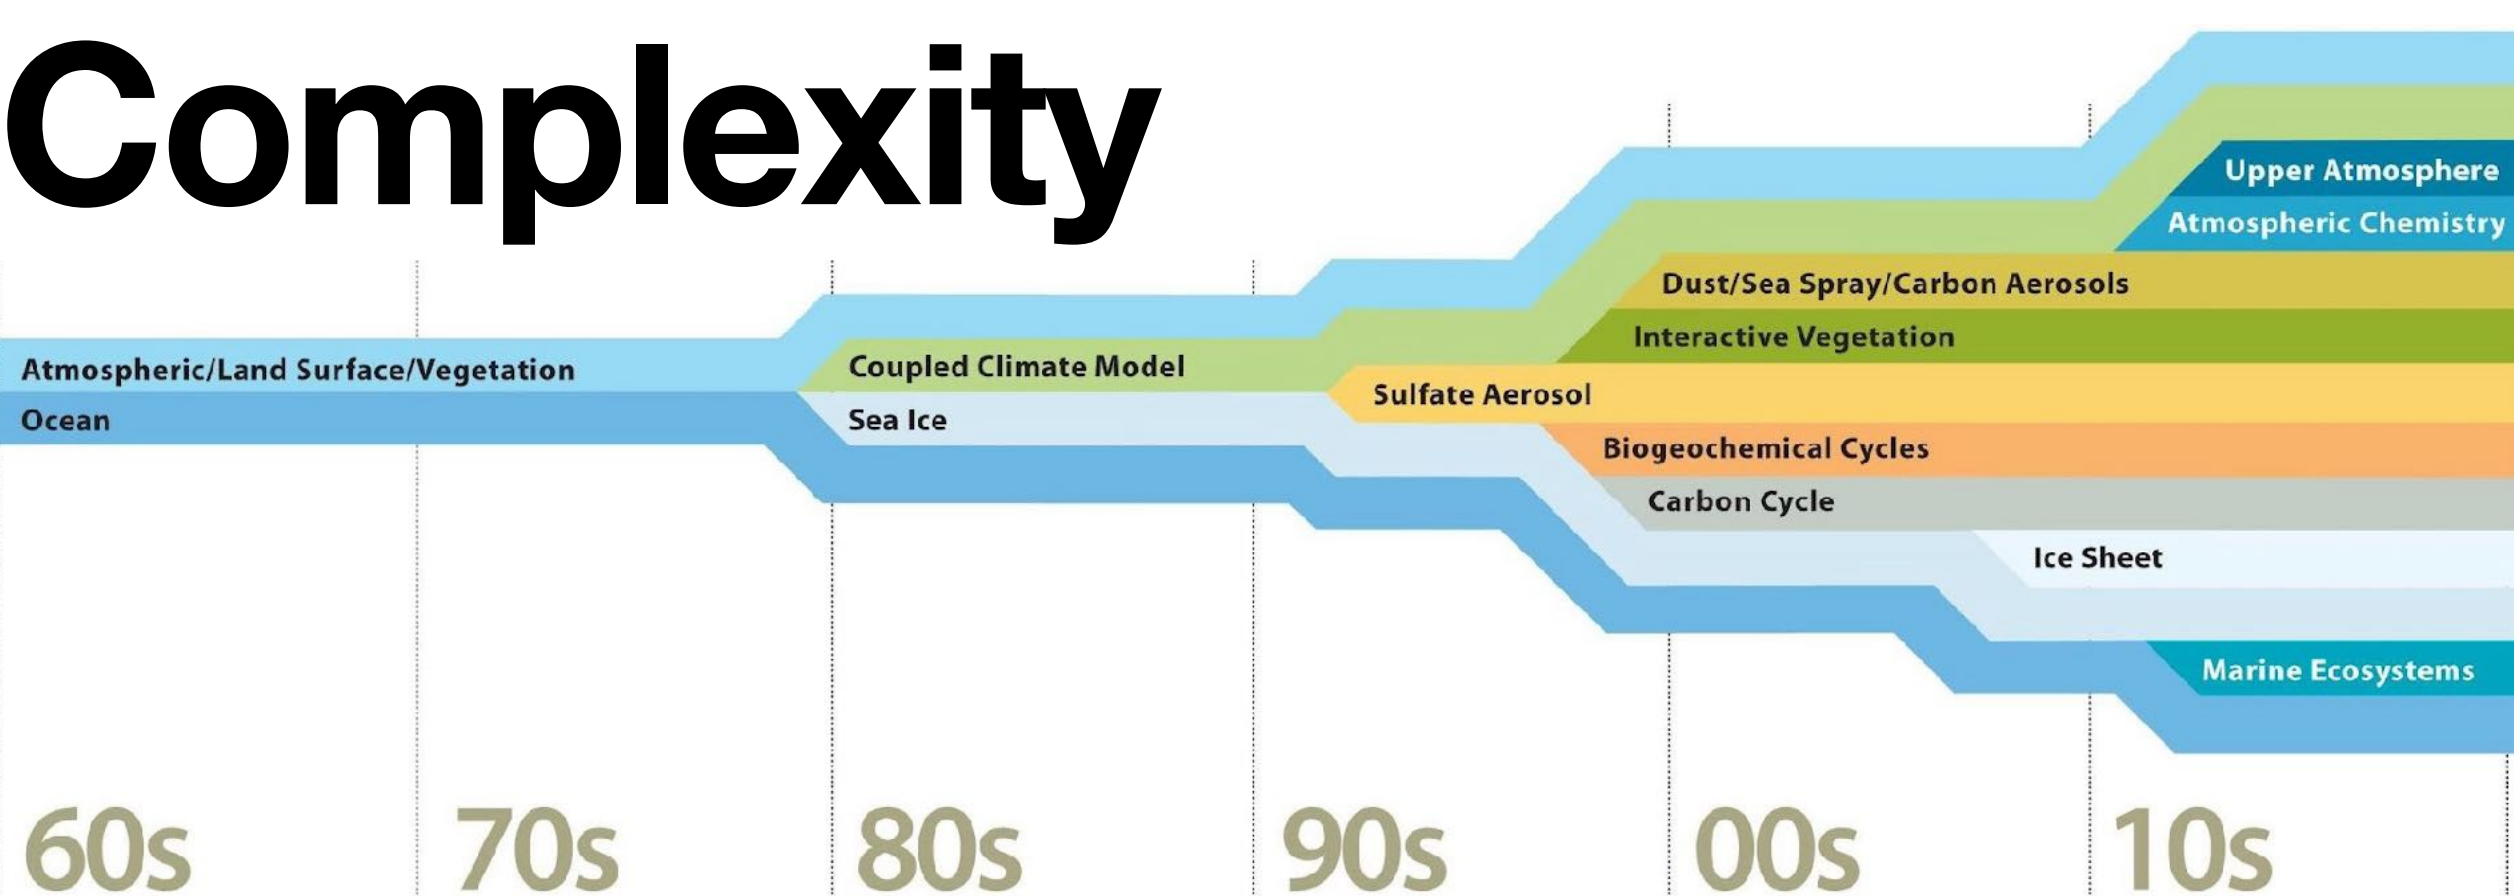 Complexity
Upper Atmosphere
Atmospheric Chemistry
Dust/Sea Spray/Carbon Aerosols
Interactive Vegetation
Atmospheric/Land Surface/Vegetation
Coupled Climate Model
Sulfate Aerosol
Ocean
Sea Ice
Biogeochemical Cycles
Carbon Cycle
Ice Sheet
Marine Ecosystems
60s 70s 80s 90s 00s 10s